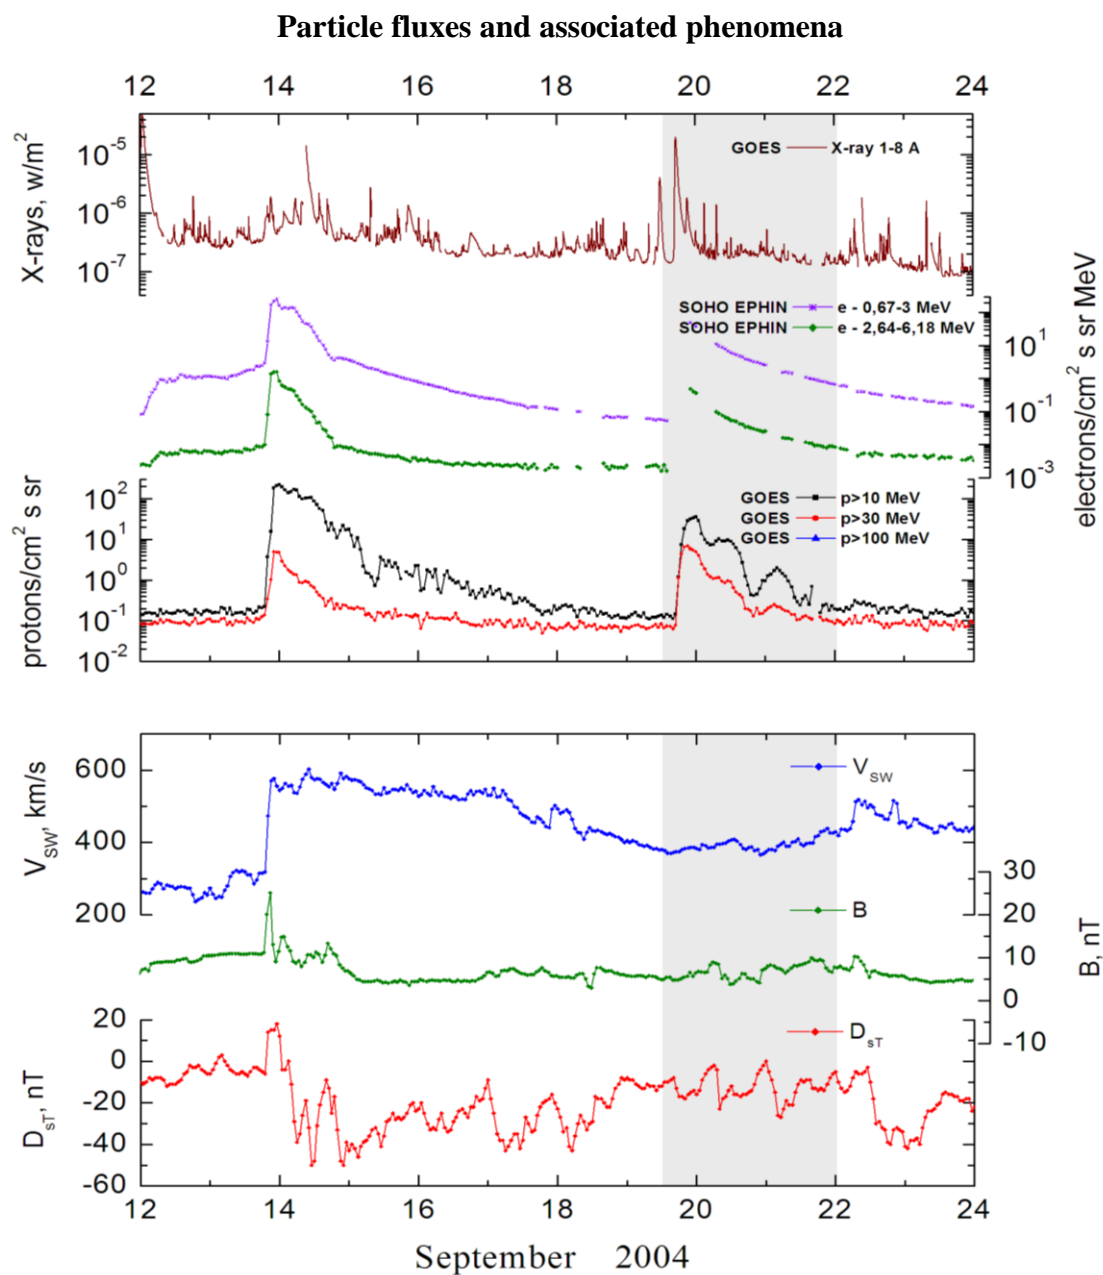 Particle fluxes and associated phenomena
12 14 16 18 20 22 24
X-rays, w/m²
10⁻⁵
10⁻⁶
10⁻⁷
GOES X-ray 1-8 A
SOHO EPHIN e - 0,67-3 MeV
SOHO EPHIN e - 2,64-6,18 MeV
10¹
10⁻¹
10⁻³
electrons/cm² s sr MeV
protons/cm² s sr
10²
10¹
10⁰
10⁻¹
10⁻²
GOES p>10 MeV
GOES p>30 MeV
GOES p>100 MeV
V_SW, km/s
600
400
200
V_SW
30
20
10
0
-10
B, nT
B
D_sT, nT
20
0
-20
-40
-60
D_sT
12 14 16 18 20 22 24
September 2004